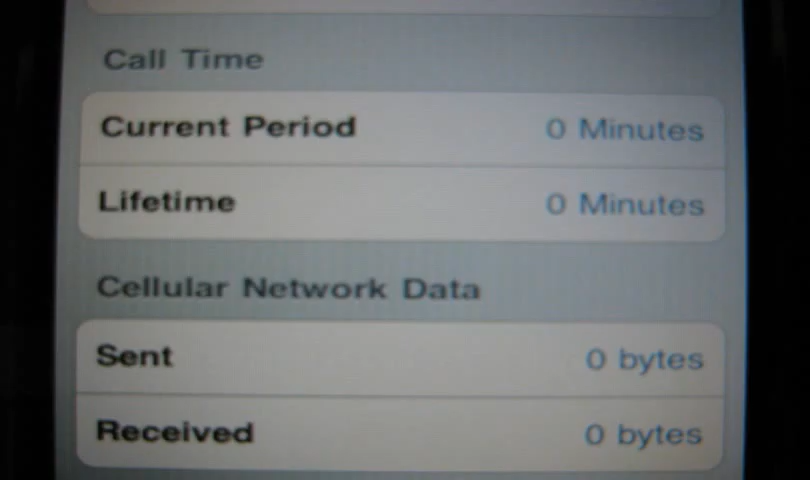 Call Time
Current Period 0 Minutes
Lifetime 0 Minutes
Cellular Network Data
Sent 0 bytes
Received 0 bytes